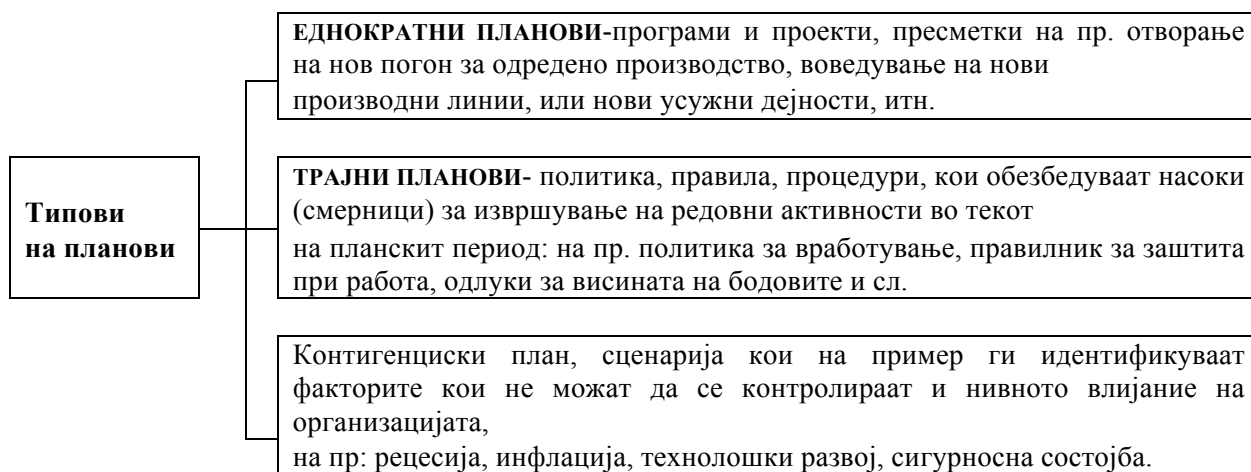 ЕДНОКРАТНИ ПЛАНОВИ-програми и проекти, пресметки на пр. отворање
на нов погон за одредено производство, воведување на нови
производни линии, или нови усужни дејности, итн.
Типови
на планови
ТРАЈНИ ПЛАНОВИ- политика, правила, процедури, кои обезбедуваат насоки
(смерници) за извршување на редовни активности во текот
на планскит период: на пр. политика за вработување, правилник за заштита
при работа, одлуки за висината на бодовите и сл.
Контигенциски план, сценарија кои на пример ги идентификуваат
факторите кои не можат да се контролираат и нивното влијание на
организацијата,
на пр: рецесија, инфлација, технолошки развој, сигурносна состојба.